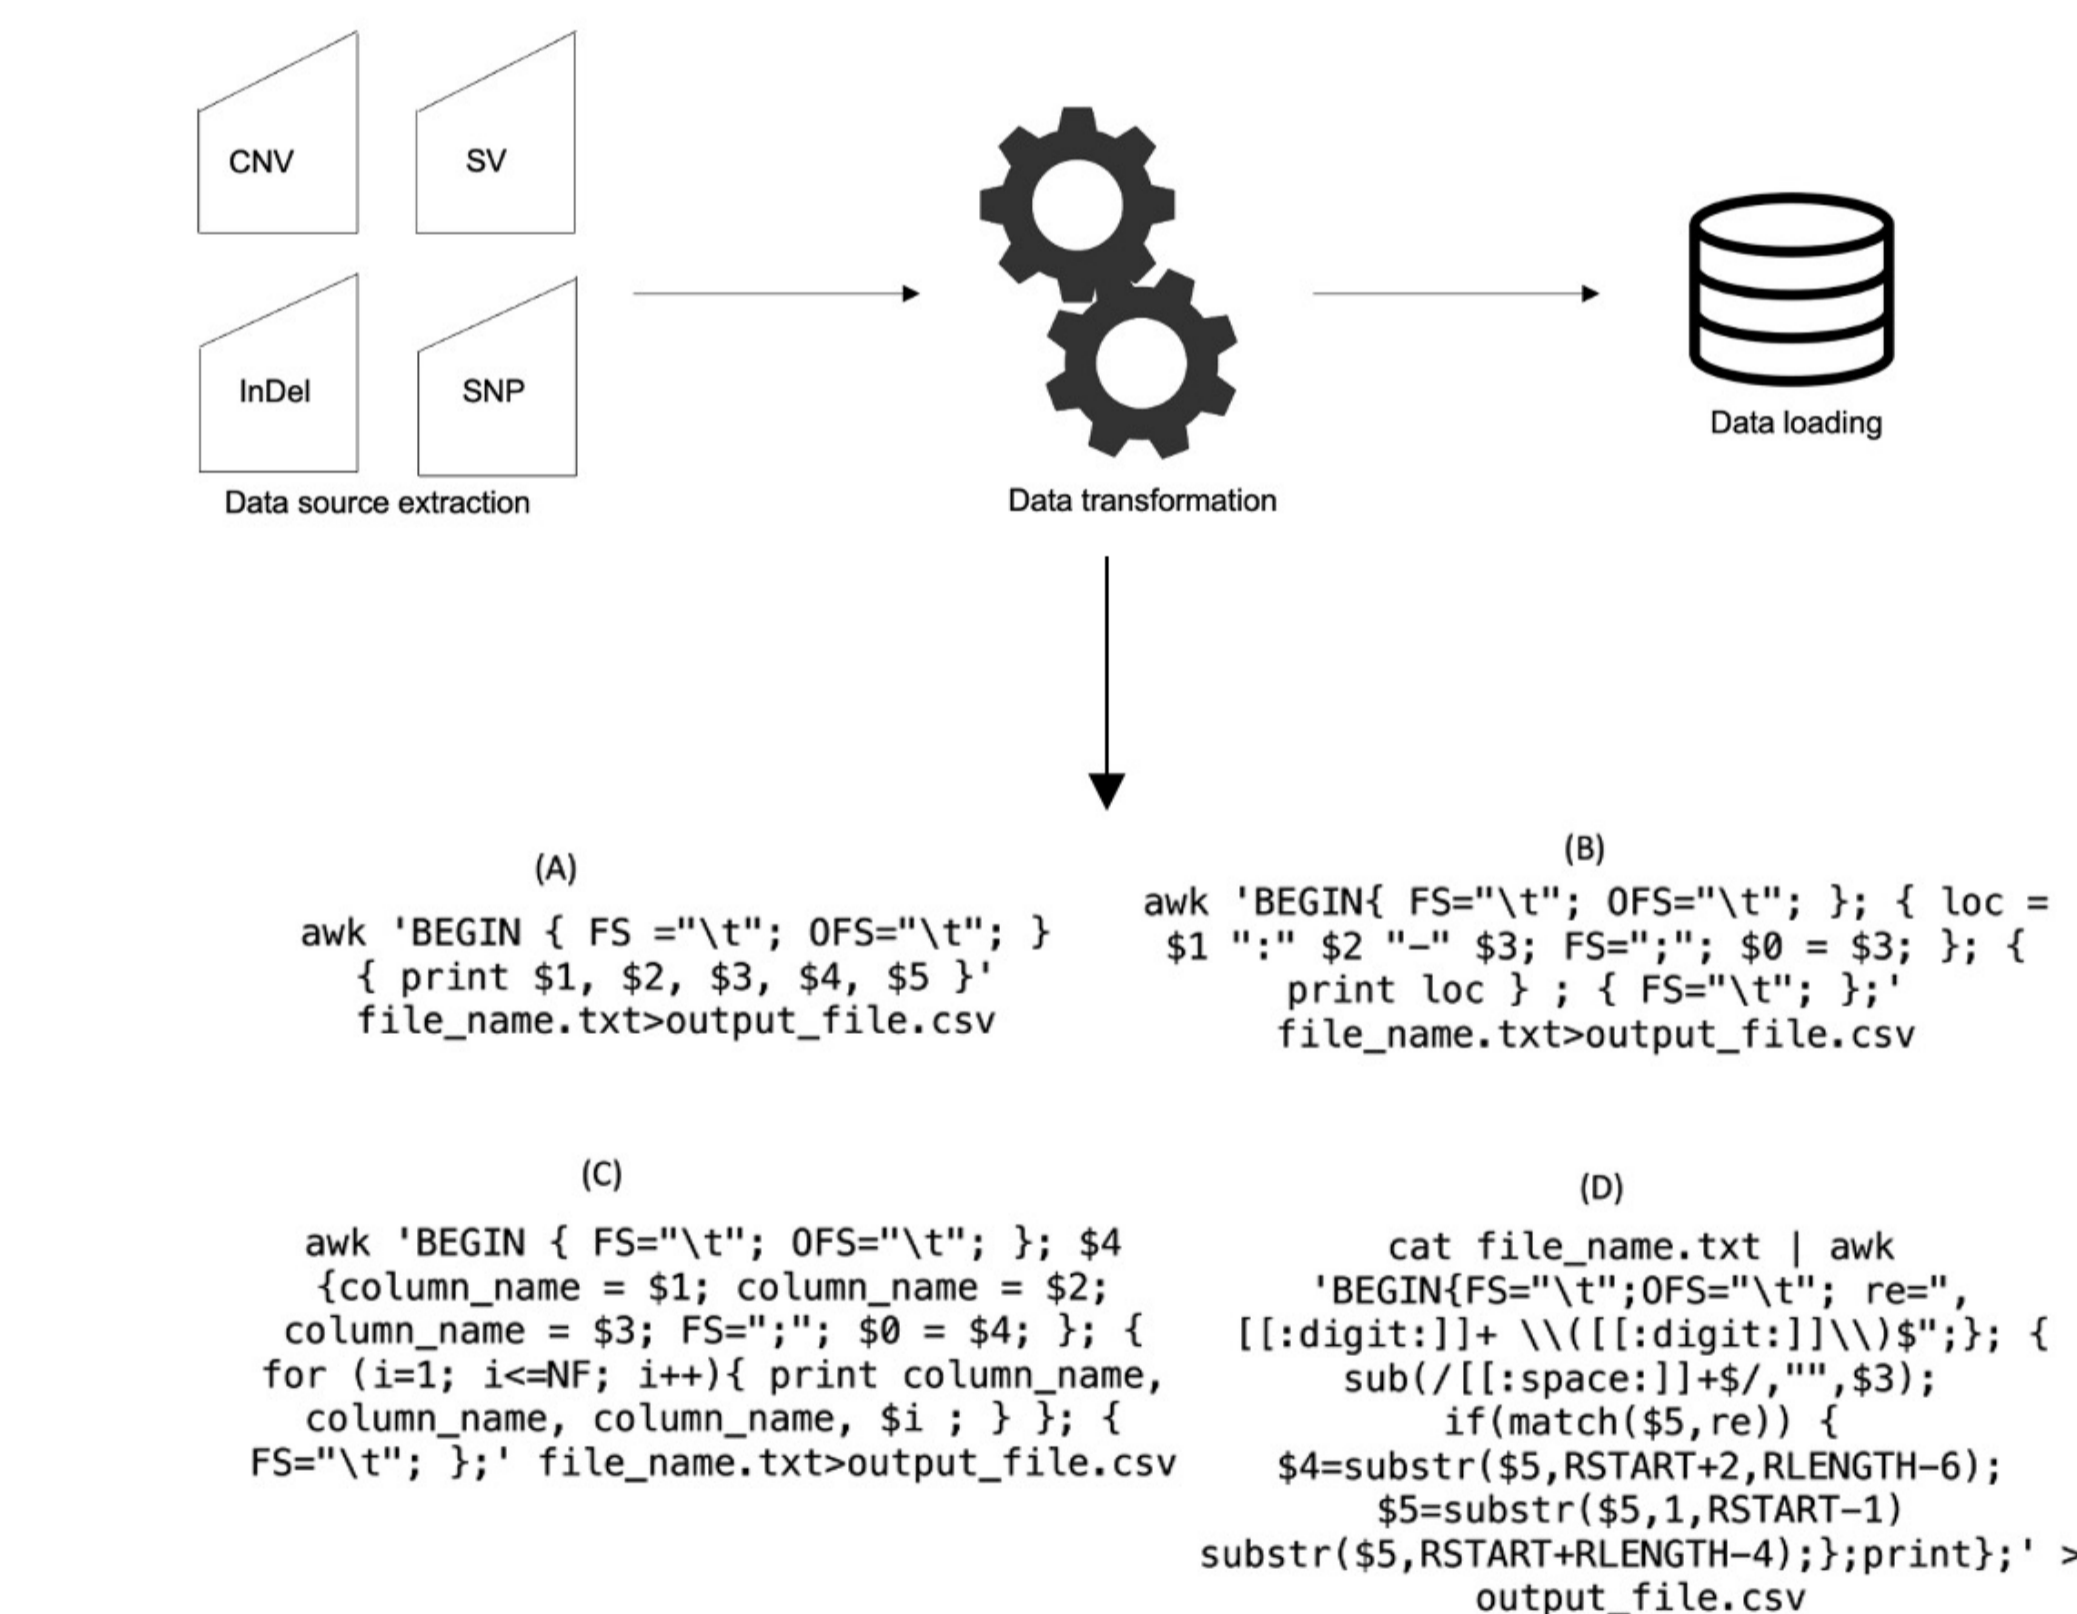 CNV
SV
InDel
SNP
Data source extraction
Data transformation
Data loading
(A)
awk 'BEGIN { FS ="\t"; OFS="\t"; }
{ print $1, $2, $3, $4, $5 }'
file_name.txt>output_file.csv
(B)
awk 'BEGIN{ FS="\t"; OFS="\t"; }; { loc =
$1 ":" $2 "–" $3; FS=";"; $0 = $3; }; {
print loc } ; { FS="\t"; };'
file_name.txt>output_file.csv
(C)
awk 'BEGIN { FS="\t"; OFS="\t"; }; $4
{column_name = $1; column_name = $2;
column_name = $3; FS=";"; $0 = $4; }; {
for (i=1; i<=NF; i++){ print column_name,
column_name, column_name, $i ; } }; {
FS="\t"; };' file_name.txt>output_file.csv
(D)
cat file_name.txt | awk
'BEGIN{FS="\t";OFS="\t"; re=",
[[:digit:]]+ \\([[:digit:]]\\)$";}; {
sub(/[[:space:]]+$/,"",$3);
if(match($5,re)) {
$4=substr($5,RSTART+2,RLENGTH–6);
$5=substr($5,1,RSTART–1)
substr($5,RSTART+RLENGTH–4);};print};' >
output_file.csv